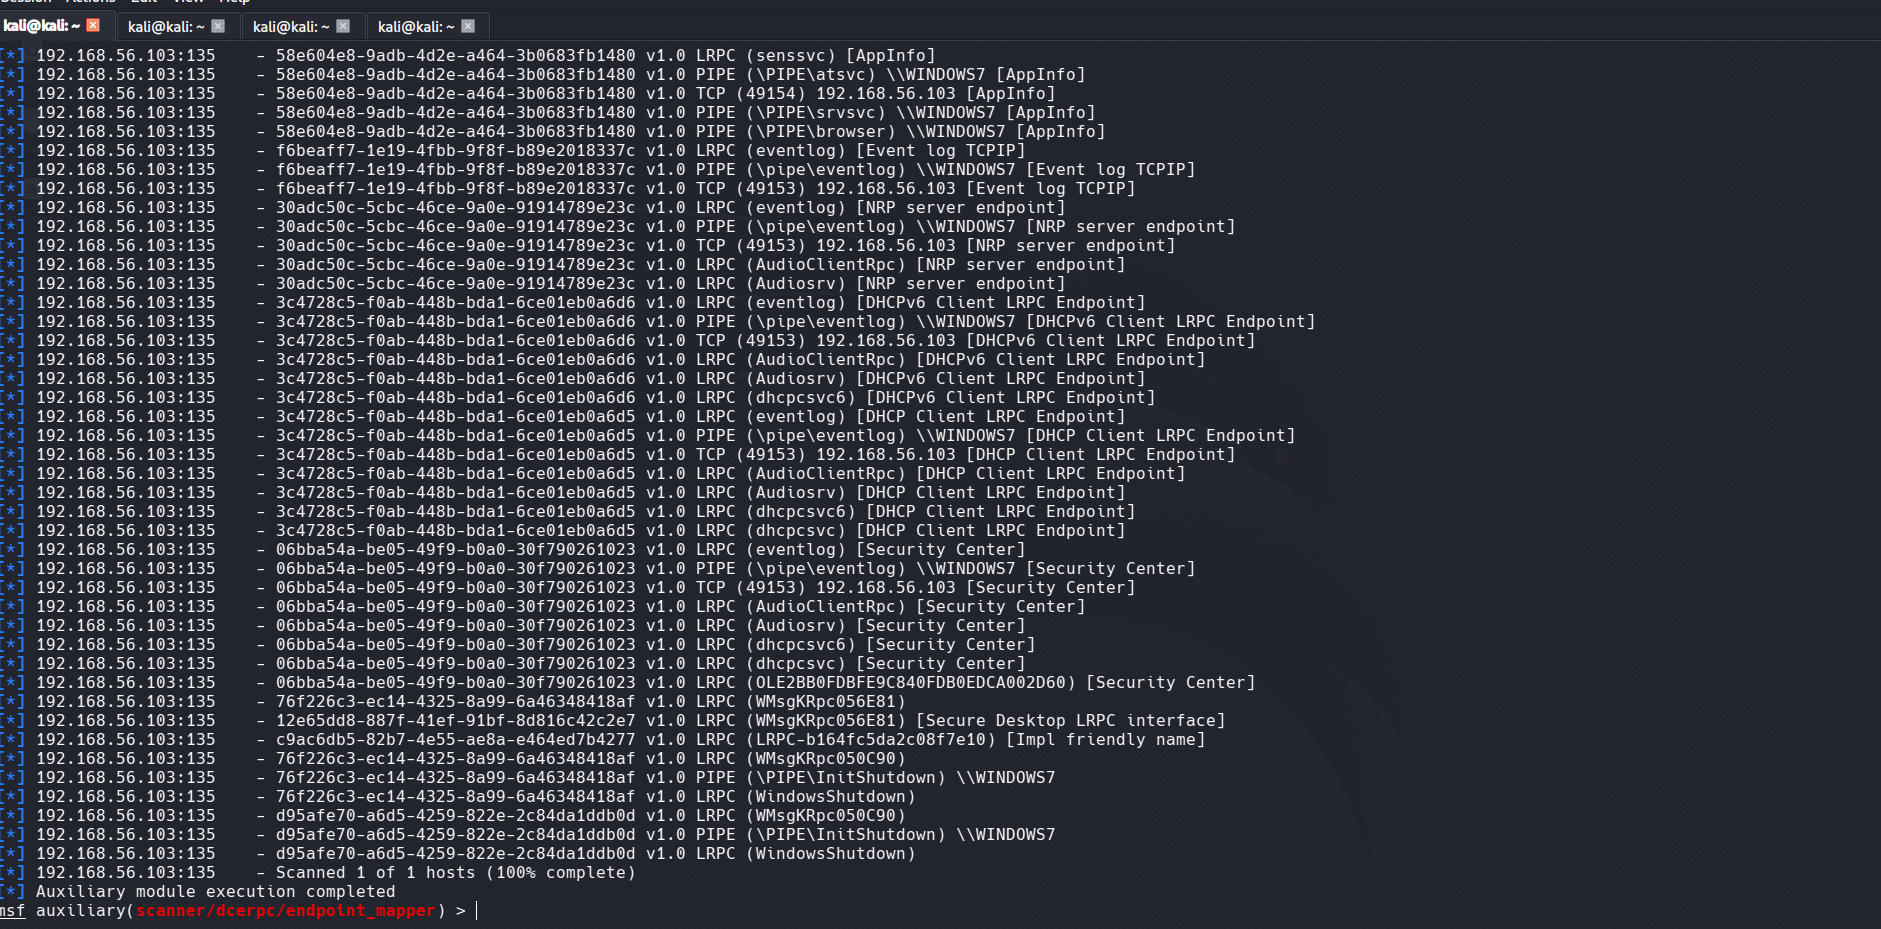 Session Actions Edit View Help
kali@kali: ~ kali@kali: ~ kali@kali: ~ kali@kali: ~
[*] 192.168.56.103:135 - 58e604e8-9adb-4d2e-a464-3b0683fb1480 v1.0 LRPC (senssvc) [AppInfo]
[*] 192.168.56.103:135 - 58e604e8-9adb-4d2e-a464-3b0683fb1480 v1.0 PIPE (\PIPE\atsvc) \\WINDOWS7 [AppInfo]
[*] 192.168.56.103:135 - 58e604e8-9adb-4d2e-a464-3b0683fb1480 v1.0 TCP (49154) 192.168.56.103 [AppInfo]
[*] 192.168.56.103:135 - 58e604e8-9adb-4d2e-a464-3b0683fb1480 v1.0 PIPE (\PIPE\srvsvc) \\WINDOWS7 [AppInfo]
[*] 192.168.56.103:135 - 58e604e8-9adb-4d2e-a464-3b0683fb1480 v1.0 PIPE (\PIPE\browser) \\WINDOWS7 [AppInfo]
[*] 192.168.56.103:135 - f6beaff7-1e19-4fbb-9f8f-b89e2018337c v1.0 LRPC (eventlog) [Event log TCPIP]
[*] 192.168.56.103:135 - f6beaff7-1e19-4fbb-9f8f-b89e2018337c v1.0 PIPE (\pipe\eventlog) \\WINDOWS7 [Event log TCPIP]
[*] 192.168.56.103:135 - f6beaff7-1e19-4fbb-9f8f-b89e2018337c v1.0 TCP (49153) 192.168.56.103 [Event log TCPIP]
[*] 192.168.56.103:135 - 30adc50c-5cbc-46ce-9a0e-91914789e23c v1.0 LRPC (eventlog) [NRP server endpoint]
[*] 192.168.56.103:135 - 30adc50c-5cbc-46ce-9a0e-91914789e23c v1.0 PIPE (\pipe\eventlog) \\WINDOWS7 [NRP server endpoint]
[*] 192.168.56.103:135 - 30adc50c-5cbc-46ce-9a0e-91914789e23c v1.0 TCP (49153) 192.168.56.103 [NRP server endpoint]
[*] 192.168.56.103:135 - 30adc50c-5cbc-46ce-9a0e-91914789e23c v1.0 LRPC (AudioClientRpc) [NRP server endpoint]
[*] 192.168.56.103:135 - 30adc50c-5cbc-46ce-9a0e-91914789e23c v1.0 LRPC (Audiosrv) [NRP server endpoint]
[*] 192.168.56.103:135 - 3c4728c5-f0ab-448b-bda1-6ce01eb0a6d6 v1.0 LRPC (eventlog) [DHCPv6 Client LRPC Endpoint]
[*] 192.168.56.103:135 - 3c4728c5-f0ab-448b-bda1-6ce01eb0a6d6 v1.0 PIPE (\pipe\eventlog) \\WINDOWS7 [DHCPv6 Client LRPC Endpoint]
[*] 192.168.56.103:135 - 3c4728c5-f0ab-448b-bda1-6ce01eb0a6d6 v1.0 TCP (49153) 192.168.56.103 [DHCPv6 Client LRPC Endpoint]
[*] 192.168.56.103:135 - 3c4728c5-f0ab-448b-bda1-6ce01eb0a6d6 v1.0 LRPC (AudioClientRpc) [DHCPv6 Client LRPC Endpoint]
[*] 192.168.56.103:135 - 3c4728c5-f0ab-448b-bda1-6ce01eb0a6d6 v1.0 LRPC (Audiosrv) [DHCPv6 Client LRPC Endpoint]
[*] 192.168.56.103:135 - 3c4728c5-f0ab-448b-bda1-6ce01eb0a6d6 v1.0 LRPC (dhcpcsvc6) [DHCPv6 Client LRPC Endpoint]
[*] 192.168.56.103:135 - 3c4728c5-f0ab-448b-bda1-6ce01eb0a6d5 v1.0 LRPC (eventlog) [DHCP Client LRPC Endpoint]
[*] 192.168.56.103:135 - 3c4728c5-f0ab-448b-bda1-6ce01eb0a6d5 v1.0 PIPE (\pipe\eventlog) \\WINDOWS7 [DHCP Client LRPC Endpoint]
[*] 192.168.56.103:135 - 3c4728c5-f0ab-448b-bda1-6ce01eb0a6d5 v1.0 TCP (49153) 192.168.56.103 [DHCP Client LRPC Endpoint]
[*] 192.168.56.103:135 - 3c4728c5-f0ab-448b-bda1-6ce01eb0a6d5 v1.0 LRPC (AudioClientRpc) [DHCP Client LRPC Endpoint]
[*] 192.168.56.103:135 - 3c4728c5-f0ab-448b-bda1-6ce01eb0a6d5 v1.0 LRPC (Audiosrv) [DHCP Client LRPC Endpoint]
[*] 192.168.56.103:135 - 3c4728c5-f0ab-448b-bda1-6ce01eb0a6d5 v1.0 LRPC (dhcpcsvc6) [DHCP Client LRPC Endpoint]
[*] 192.168.56.103:135 - 3c4728c5-f0ab-448b-bda1-6ce01eb0a6d5 v1.0 LRPC (dhcpcsvc) [DHCP Client LRPC Endpoint]
[*] 192.168.56.103:135 - 06bba54a-be05-49f9-b0a0-30f790261023 v1.0 LRPC (eventlog) [Security Center]
[*] 192.168.56.103:135 - 06bba54a-be05-49f9-b0a0-30f790261023 v1.0 PIPE (\pipe\eventlog) \\WINDOWS7 [Security Center]
[*] 192.168.56.103:135 - 06bba54a-be05-49f9-b0a0-30f790261023 v1.0 TCP (49153) 192.168.56.103 [Security Center]
[*] 192.168.56.103:135 - 06bba54a-be05-49f9-b0a0-30f790261023 v1.0 LRPC (AudioClientRpc) [Security Center]
[*] 192.168.56.103:135 - 06bba54a-be05-49f9-b0a0-30f790261023 v1.0 LRPC (Audiosrv) [Security Center]
[*] 192.168.56.103:135 - 06bba54a-be05-49f9-b0a0-30f790261023 v1.0 LRPC (dhcpcsvc6) [Security Center]
[*] 192.168.56.103:135 - 06bba54a-be05-49f9-b0a0-30f790261023 v1.0 LRPC (dhcpcsvc) [Security Center]
[*] 192.168.56.103:135 - 06bba54a-be05-49f9-b0a0-30f790261023 v1.0 LRPC (OLE2BB0FDBFE9C840FDB0EDCA002D60) [Security Center]
[*] 192.168.56.103:135 - 76f226c3-ec14-4325-8a99-6a46348418af v1.0 LRPC (WMsgKRpc056E81)
[*] 192.168.56.103:135 - 12e65dd8-887f-41ef-91bf-8d816c42c2e7 v1.0 LRPC (WMsgKRpc056E81) [Secure Desktop LRPC interface]
[*] 192.168.56.103:135 - c9ac6db5-82b7-4e55-ae8a-e464ed7b4277 v1.0 LRPC (LRPC-b164fc5da2c08f7e10) [Impl friendly name]
[*] 192.168.56.103:135 - 76f226c3-ec14-4325-8a99-6a46348418af v1.0 LRPC (WMsgKRpc050C90)
[*] 192.168.56.103:135 - 76f226c3-ec14-4325-8a99-6a46348418af v1.0 PIPE (\PIPE\InitShutdown) \\WINDOWS7
[*] 192.168.56.103:135 - 76f226c3-ec14-4325-8a99-6a46348418af v1.0 LRPC (WindowsShutdown)
[*] 192.168.56.103:135 - d95afe70-a6d5-4259-822e-2c84da1ddb0d v1.0 LRPC (WMsgKRpc050C90)
[*] 192.168.56.103:135 - d95afe70-a6d5-4259-822e-2c84da1ddb0d v1.0 PIPE (\PIPE\InitShutdown) \\WINDOWS7
[*] 192.168.56.103:135 - d95afe70-a6d5-4259-822e-2c84da1ddb0d v1.0 LRPC (WindowsShutdown)
[*] 192.168.56.103:135 - Scanned 1 of 1 hosts (100% complete)
[*] Auxiliary module execution completed
msf auxiliary(scanner/dcerpc/endpoint_mapper) >